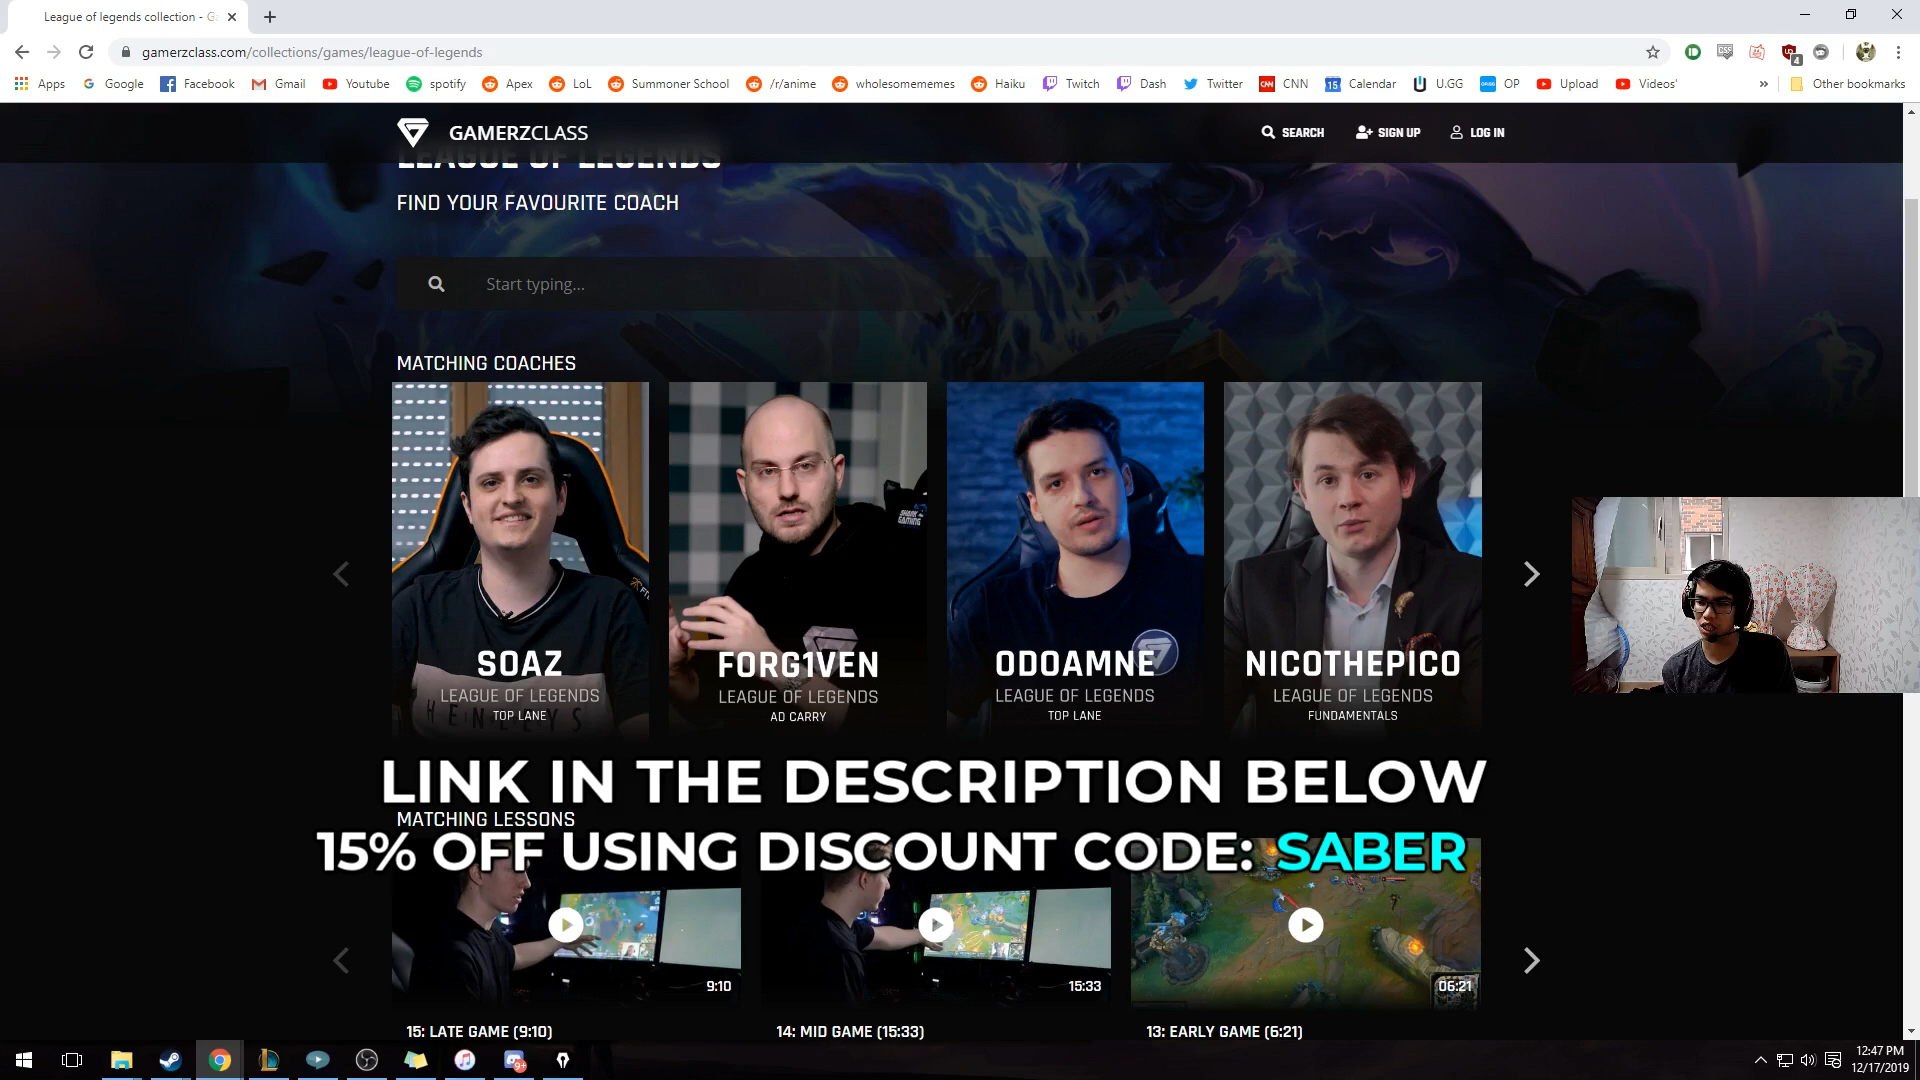 League of legends collection - G
gamerzclass.com/collections/games/league-of-legends
Apps Google Facebook Gmail Youtube spotify Apex LoL Summoner School /r/anime wholesomememes Haiku Twitch Dash Twitter CNN Calendar U.GG OP Upload Videos' » Other bookmarks
GAMERZCLASS
SEARCH SIGN UP LOG IN
LEAGUE OF LEGENDS
FIND YOUR FAVOURITE COACH
Start typing...
MATCHING COACHES
SOAZ
LEAGUE OF LEGENDS
TOP LANE
FORG1VEN
LEAGUE OF LEGENDS
AD CARRY
ODOAMNE
LEAGUE OF LEGENDS
TOP LANE
NICOTHEPICO
LEAGUE OF LEGENDS
FUNDAMENTALS
LINK IN THE DESCRIPTION BELOW
MATCHING LESSONS
15% OFF USING DISCOUNT CODE: SABER
9:10
15:33
06:21
15: LATE GAME (9:10)
14: MID GAME (15:33)
13: EARLY GAME (6:21)
12:47 PM
12/17/2019